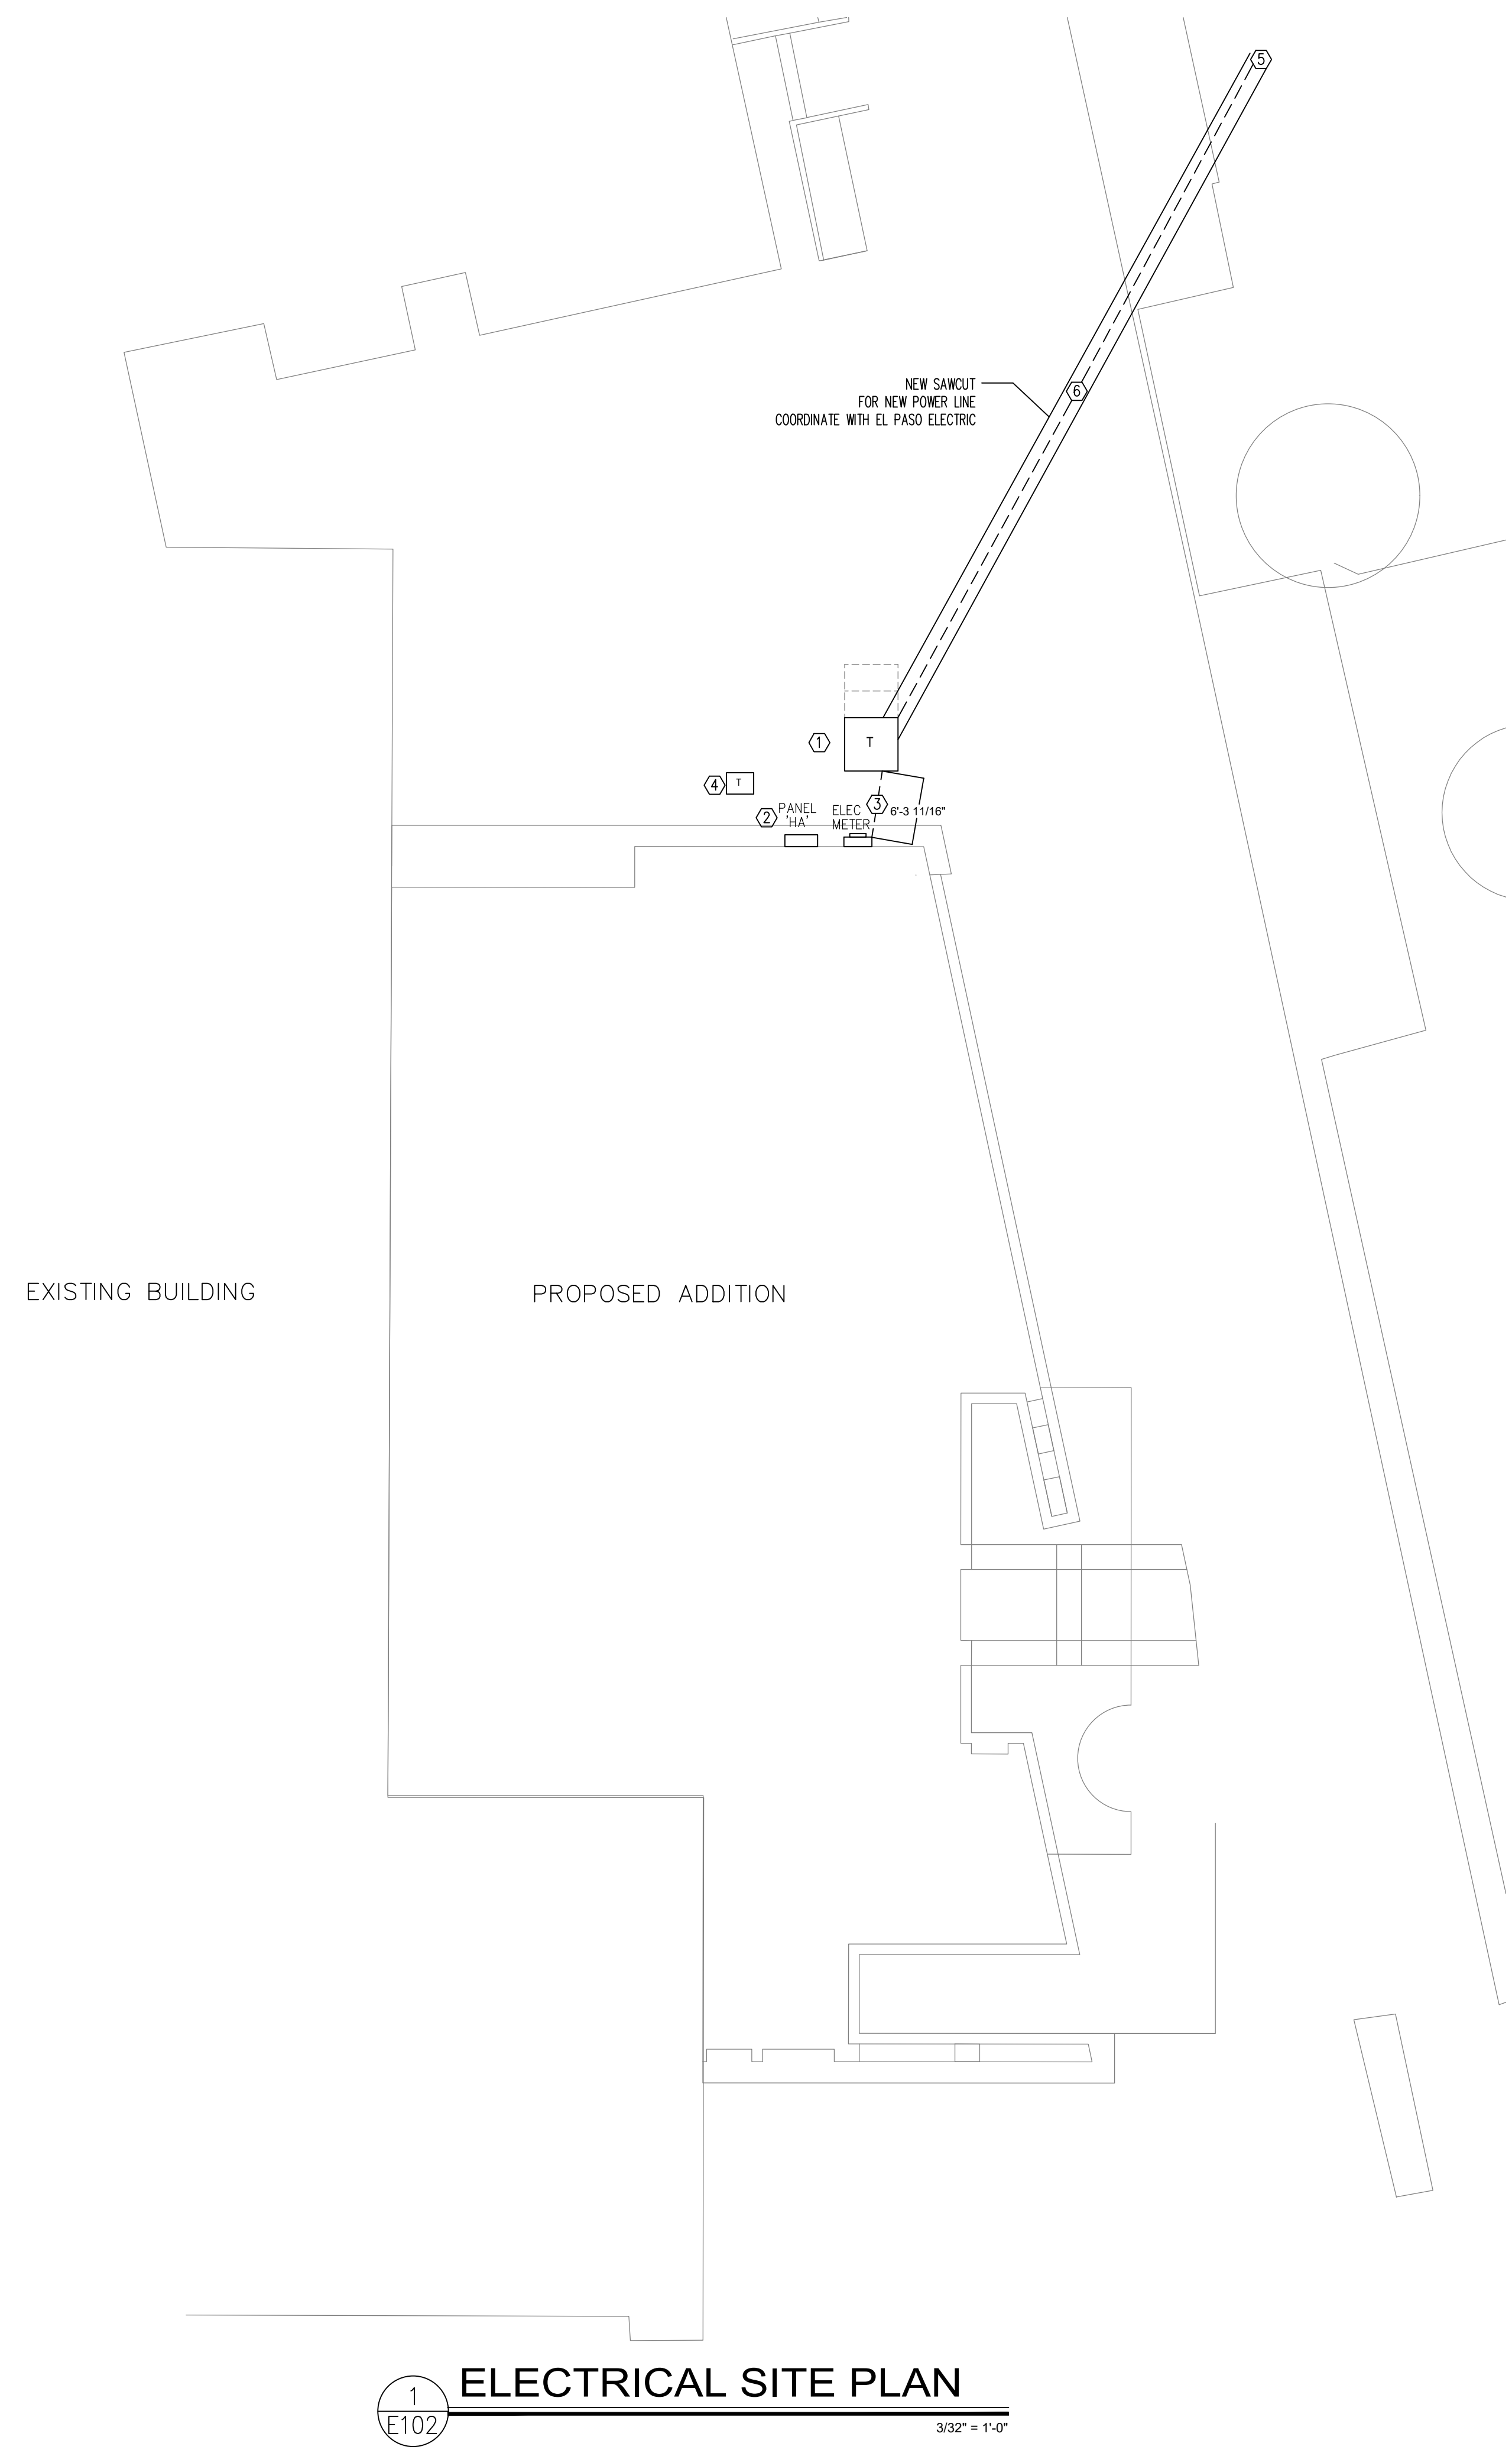 5
NEW SAWCUT
FOR NEW POWER LINE
COORDINATE WITH EL PASO ELECTRIC
6
1
T
4
T
2
PANEL
'HA'
ELEC
METER
3
6'-3 11/16"
EXISTING BUILDING
PROPOSED ADDITION
1
E102
ELECTRICAL SITE PLAN
3/32" = 1'-0"